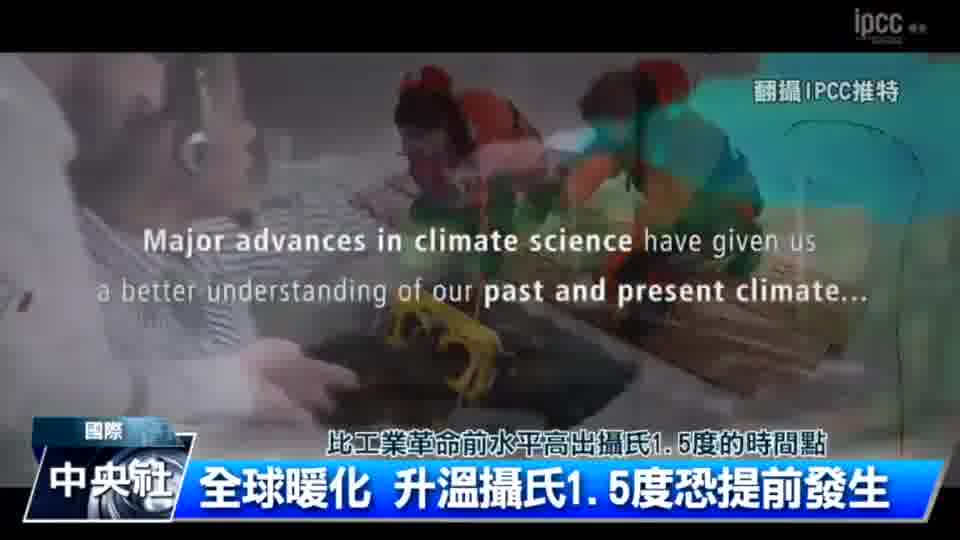 ipcc
翻攝IPCC推特
Major advances in climate science have given us
a better understanding of our past and present climate...
國際
比工業革命前水平高出攝氏1.5度的時間點
中央社
全球暖化 升溫攝氏1.5度恐提前發生